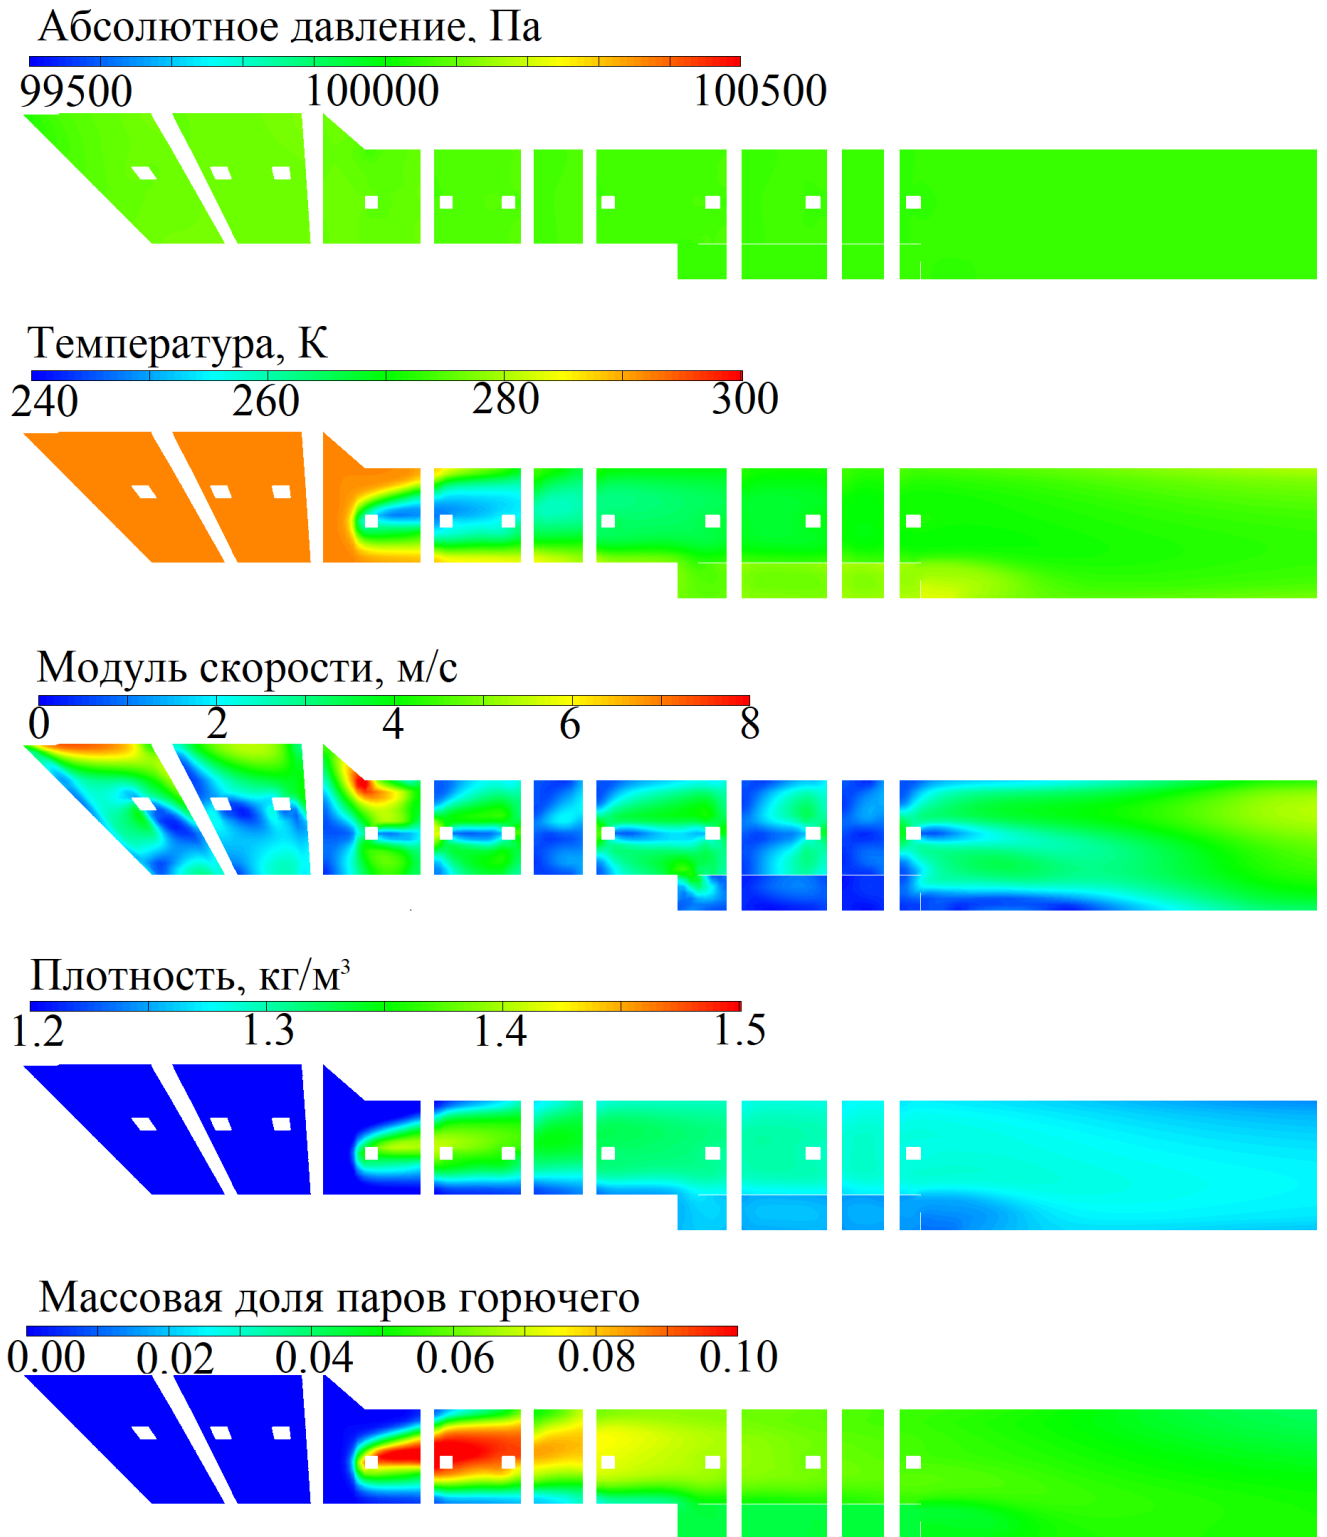 Абсолютное давление, Па
99500 100000 100500
Температура, К
240 260 280 300
Модуль скорости, м/с
0 2 4 6 8
Плотность, кг/м³
1.2 1.3 1.4 1.5
Массовая доля паров горючего
0.00 0.02 0.04 0.06 0.08 0.10